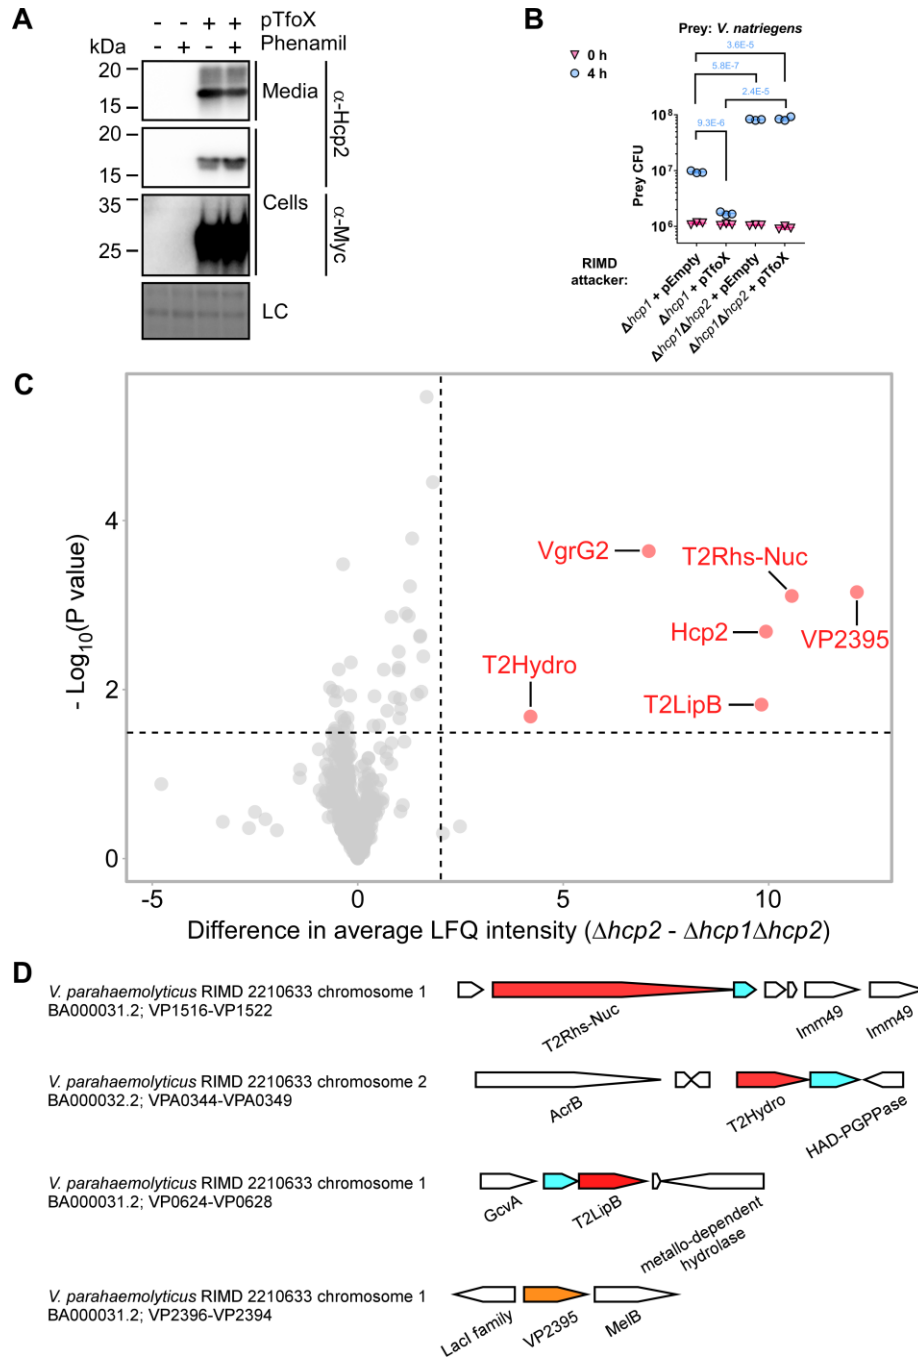 A
- - + + pTfoX
- + - + Phenamil
kDa
20
15
Media
20
15
α-Hcp2
35
25
Cells
α-Myc
LC
B
Prey: V. natriegens
0 h
4 h
3.6E-5
5.8E-7
2.4E-5
9.3E-6
Prey CFU
10⁸
10⁷
10⁶
RIMD
attacker:
Δhcp1 + pEmpty
Δhcp1 + pTfoX
Δhcp1Δhcp2 + pEmpty
Δhcp1Δhcp2 + pTfoX
C
- Log₁₀(P value)
4
2
0
VgrG2
T2Rhs-Nuc
Hcp2
VP2395
T2Hydro
T2LipB
-5 0 5 10
Difference in average LFQ intensity (Δhcp2 - Δhcp1Δhcp2)
D
V. parahaemolyticus RIMD 2210633 chromosome 1
BA000031.2; VP1516-VP1522
T2Rhs-Nuc
Imm49
Imm49
V. parahaemolyticus RIMD 2210633 chromosome 2
BA000032.2; VPA0344-VPA0349
AcrB
T2Hydro
HAD-PGPPase
V. parahaemolyticus RIMD 2210633 chromosome 1
BA000031.2; VP0624-VP0628
GcvA
T2LipB
metallo-dependent
hydrolase
V. parahaemolyticus RIMD 2210633 chromosome 1
BA000031.2; VP2396-VP2394
LacI family
VP2395
MelB